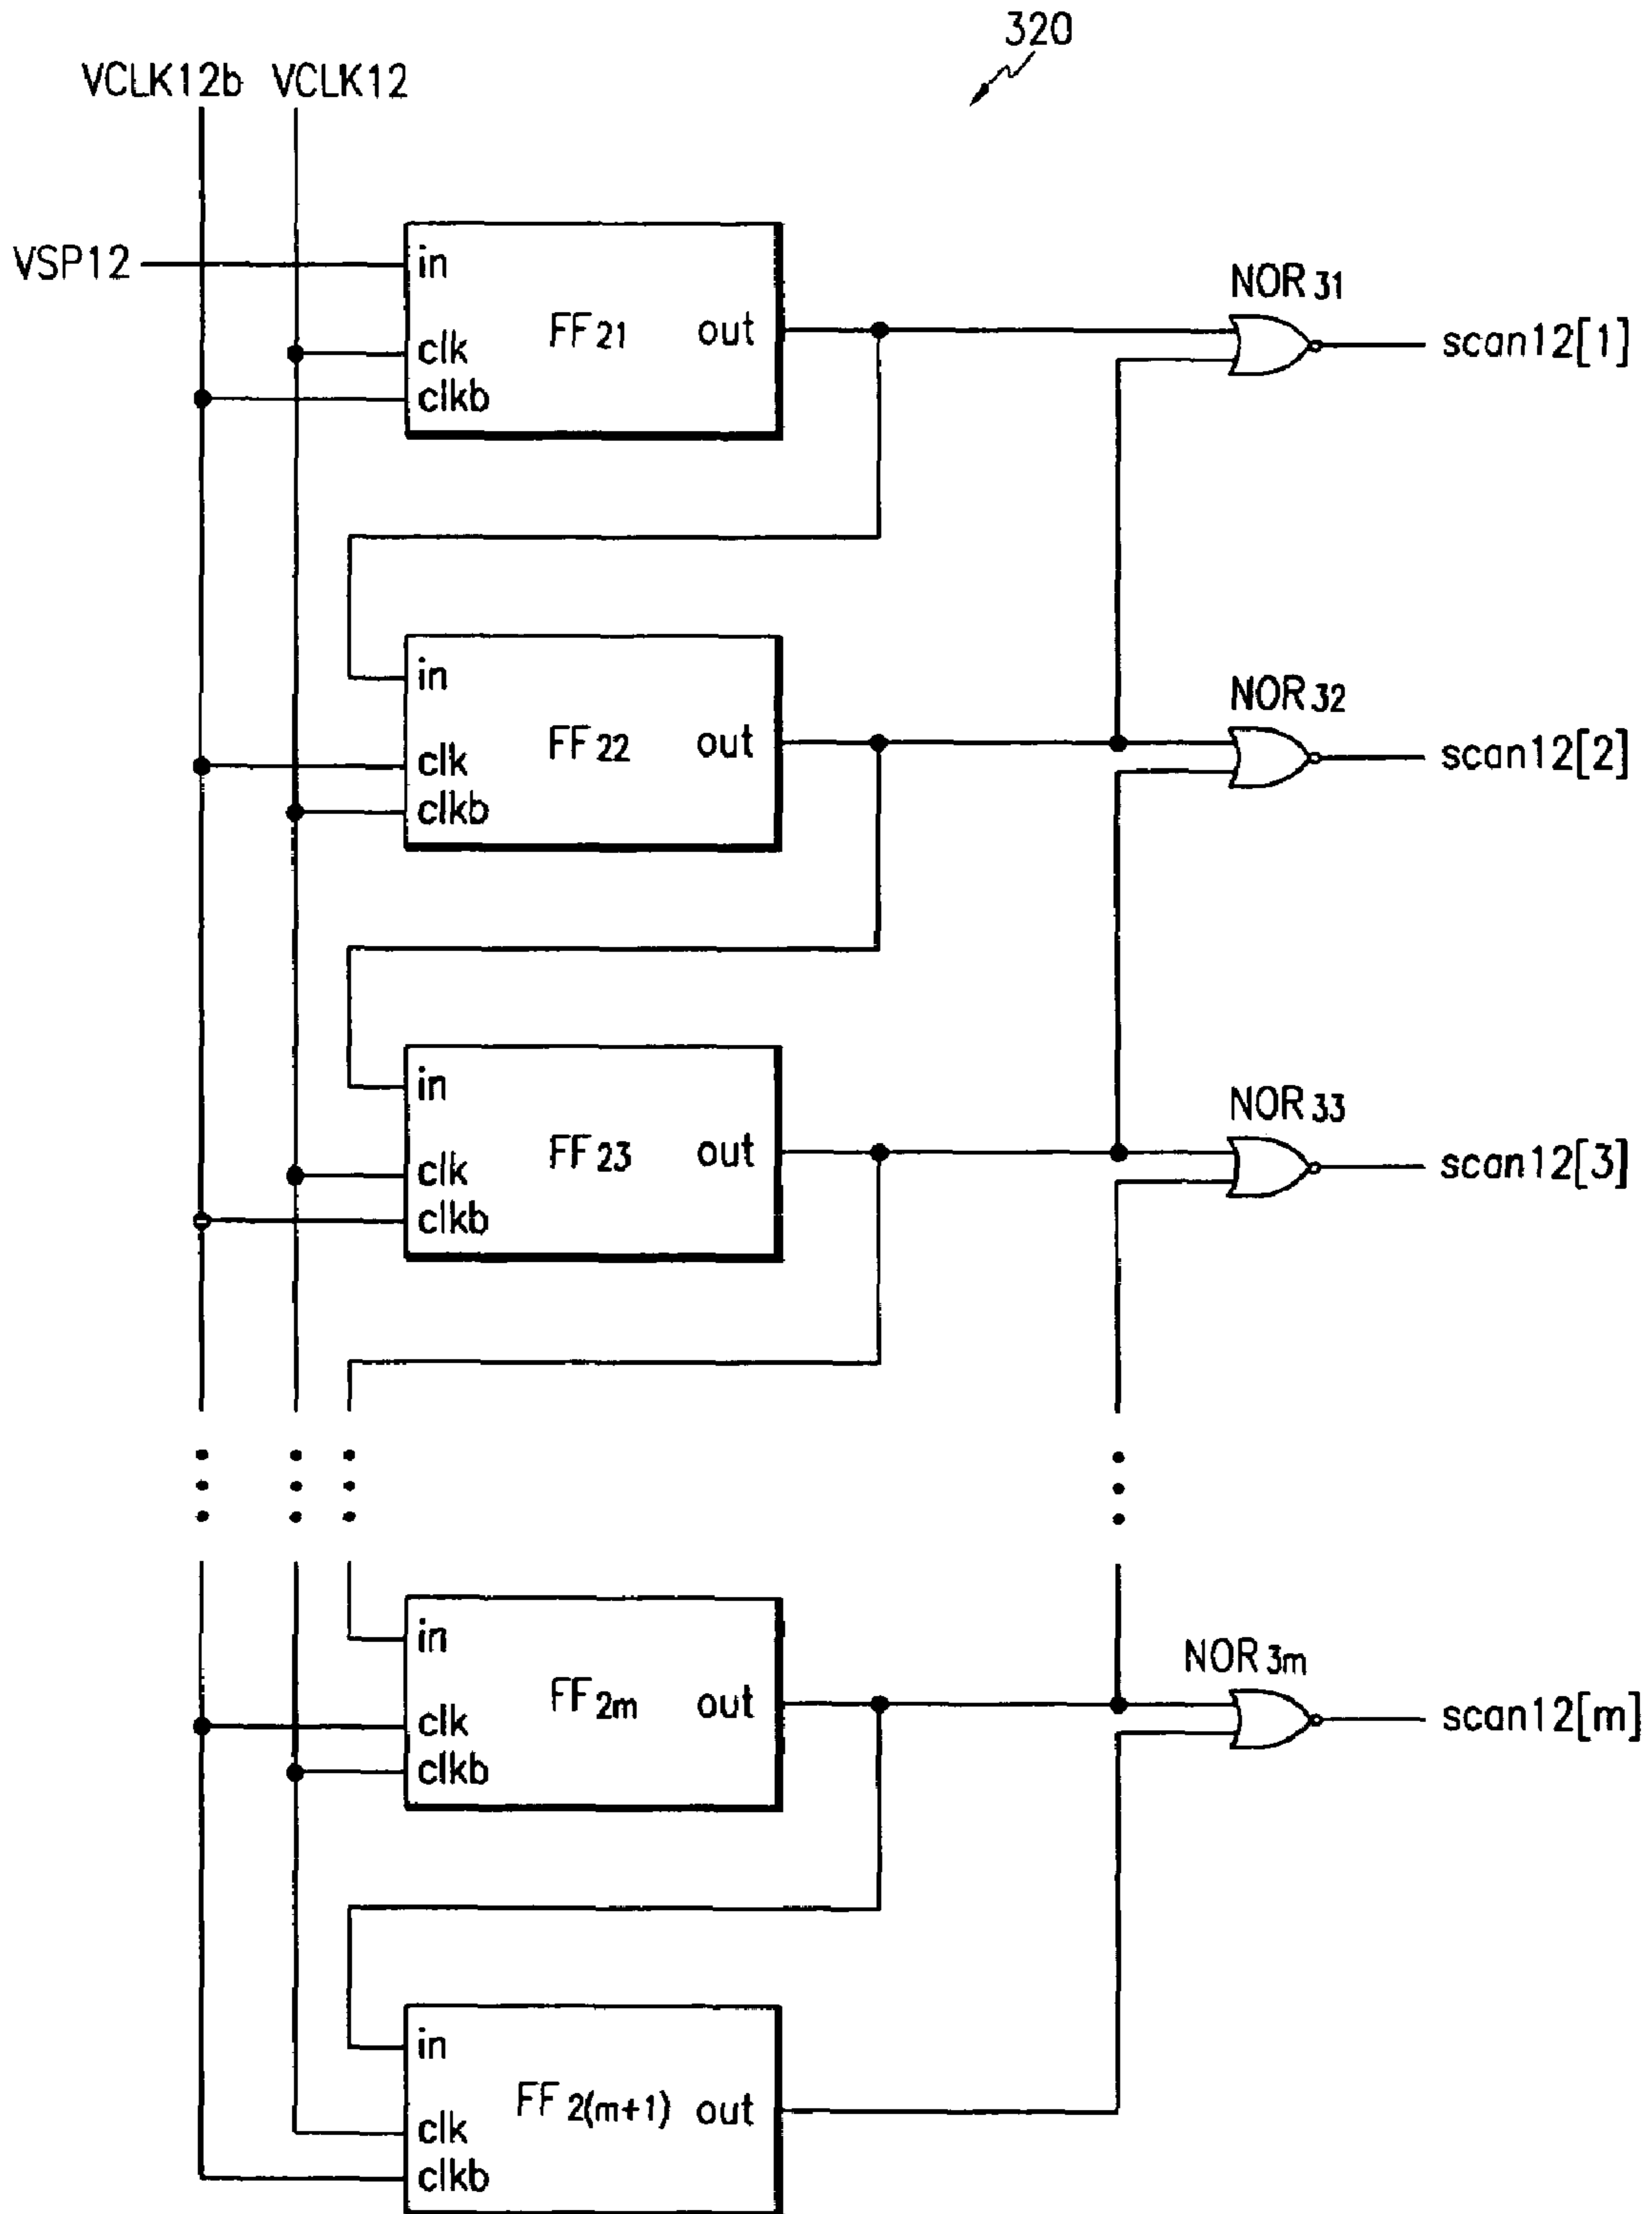 320
VCLK12b VCLK12
VSP12
in
FF21
out
clk
clkb
NOR31
scan12[1]
in
FF22
out
clk
clkb
NOR32
scan12[2]
in
FF23
out
clk
clkb
NOR33
scan12[3]
in
FF2m
out
clk
clkb
NOR3m
scan12[m]
in
FF2(m+1)
out
clk
clkb